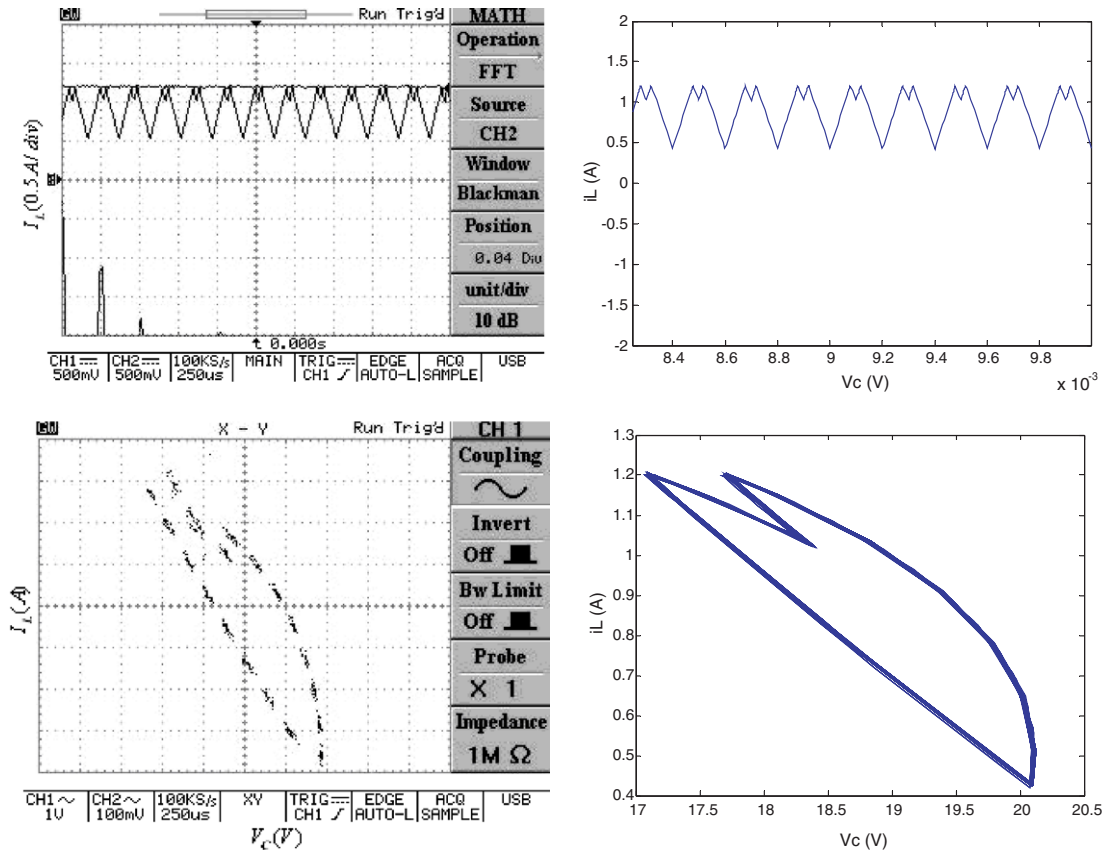 GW Run Trig'd MATH
Operation
FFT
Source
CH2
Window
Blackman
Position
0.04 Div
unit/div
10 dB
I_L(0.5A/ div)
0.000s
CH1 500mV
CH2 500mV
100KS/s 250us
MAIN
TRIG CH1
EDGE AUTO-L
ACQ SAMPLE
USB
2
1.5
1
0.5
0
-0.5
-1
-1.5
-2
iL (A)
8.4 8.6 8.8 9 9.2 9.4 9.6 9.8
x 10^-3
Vc (V)
GW X - Y Run Trig'd CH 1
Coupling
Invert
Off
Bw Limit
Off
Probe
X 1
Impedance
1M Ω
I_L(A)
CH1 ~ 1V
CH2 ~ 100mV
100KS/s 250us
XY
TRIG CH1
EDGE AUTO-L
ACQ SAMPLE
USB
V_C(V)
1.3
1.2
1.1
1
0.9
0.8
0.7
0.6
0.5
0.4
iL (A)
17 17.5 18 18.5 19 19.5 20 20.5
Vc (V)